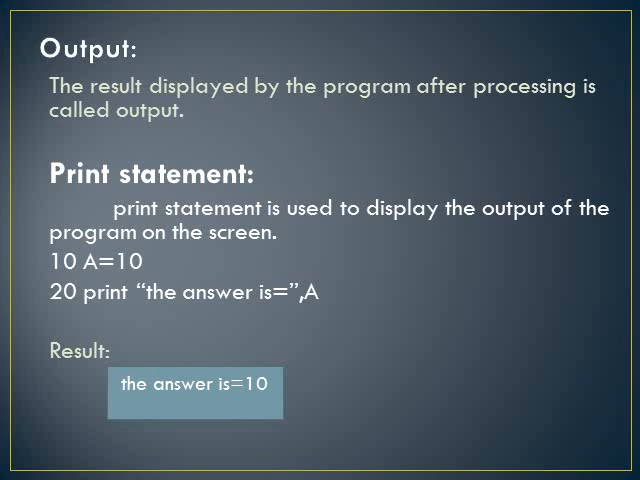 Output:
The result displayed by the program after processing is
called output.
Print statement:
print statement is used to display the output of the
program on the screen.
10 A=10
20 print “the answer is=”,A
Result:
the answer is=10